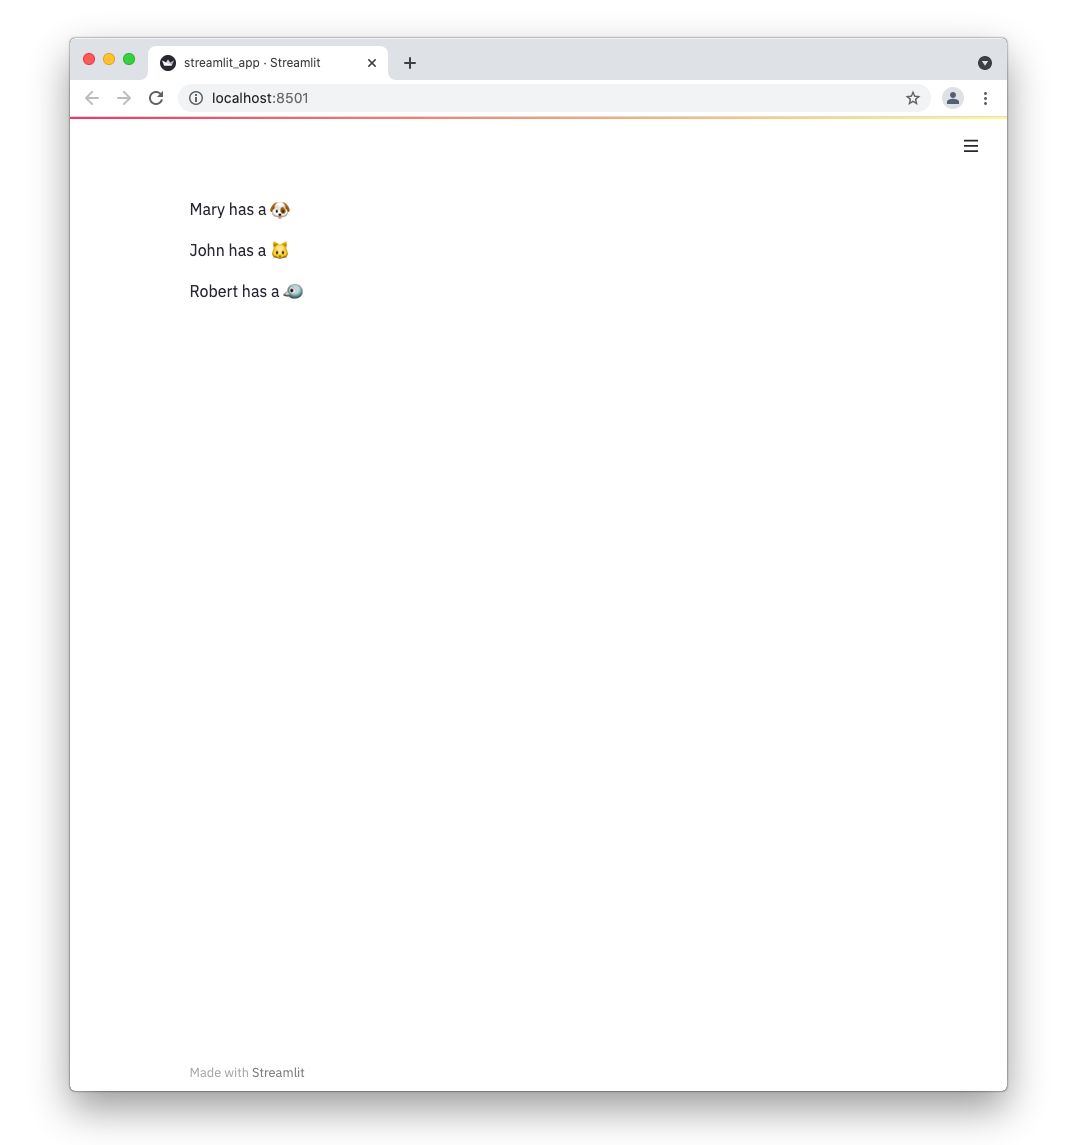 streamlit_app · Streamlit
localhost:8501
Mary has a 🐶
John has a 🐱
Robert has a 🐦
Made with Streamlit